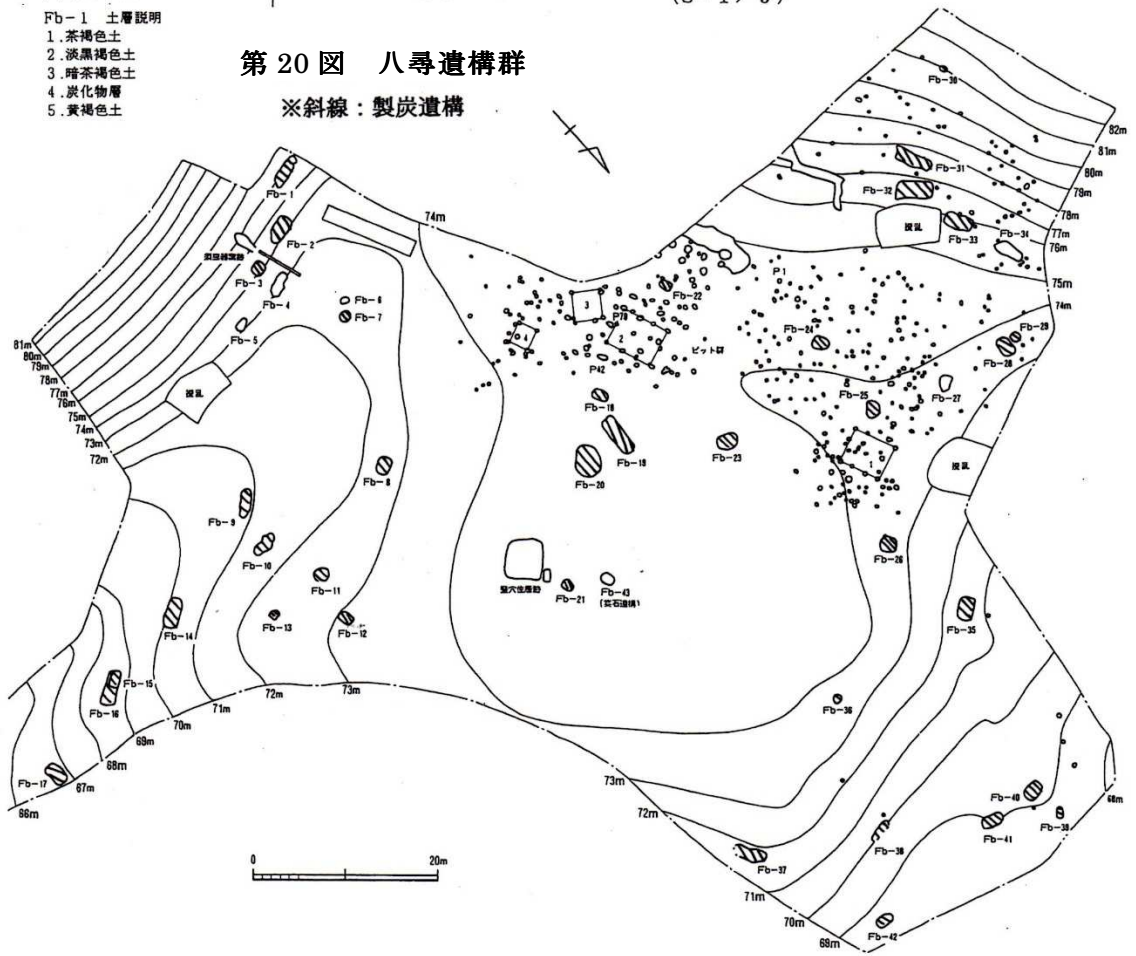 Fb-1 土層説明
1.茶褐色土
2.淡黒褐色土
3.暗茶褐色土
4.炭化物層
5.黄褐色土
第20図 八尋遺構群
※斜線：製炭遺構
Fb-30
82m
81m
80m
79m
78m
77m
76m
75m
74m
Fb-31
Fb-32
Fb-33
Fb-34
撹乱
Fb-1
Fb-2
Fb-3
Fb-4
Fb-5
Fb-6
Fb-7
74m
P1
Fb-22
3
P78
2
4
P42
ピット群
Fb-24
Fb-29
Fb-28
Fb-27
Fb-25
1
撹乱
81m
80m
79m
78m
77m
76m
75m
74m
73m
72m
撹乱
Fb-18
Fb-19
Fb-20
Fb-23
Fb-8
Fb-9
Fb-10
Fb-11
Fb-12
Fb-13
Fb-14
Fb-15
Fb-16
Fb-17
竪穴住居跡
Fb-21
Fb-43
(集石遺構)
Fb-26
Fb-35
Fb-36
73m
72m
71m
70m
69m
68m
67m
66m
73m
72m
71m
70m
69m
68m
Fb-37
Fb-38
Fb-38
Fb-40
Fb-41
Fb-42
0
20m